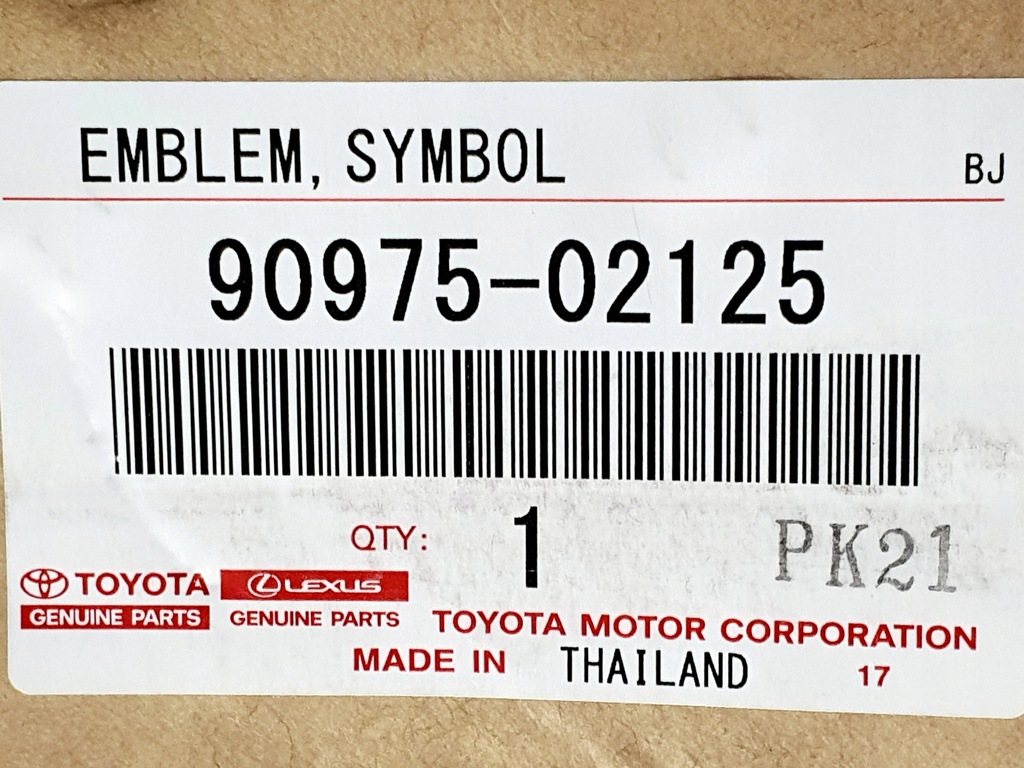 EMBLEM, SYMBOL BJ
90975-02125
QTY: 1 PK21
TOYOTA LEXUS
GENUINE PARTS GENUINE PARTS TOYOTA MOTOR CORPORATION
MADE IN THAILAND 17